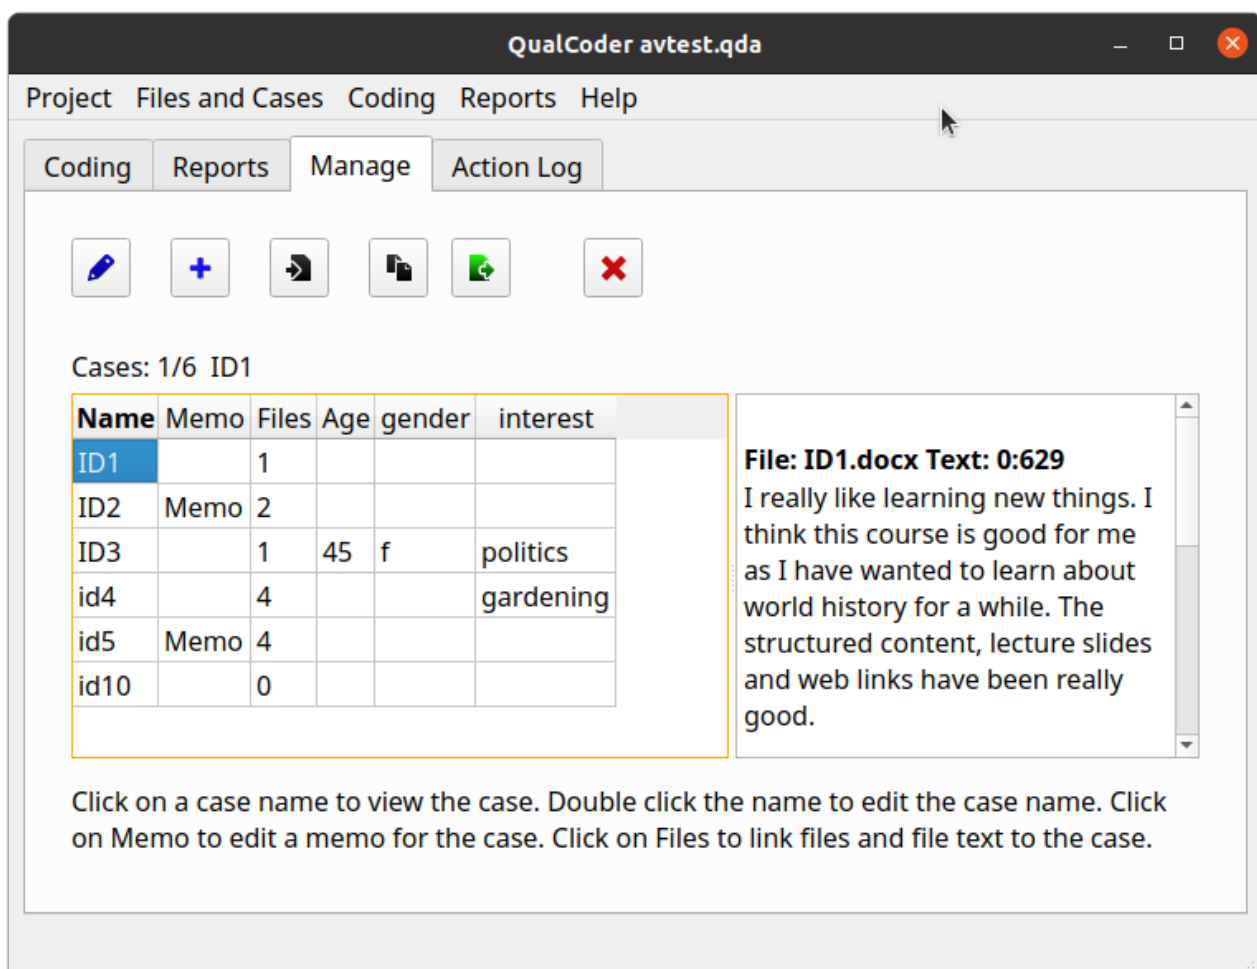 QualCoder avtest.qda
Project Files and Cases Coding Reports Help
Coding Reports Manage Action Log
Cases: 1/6 ID1
Name Memo Files Age gender interest
ID1 1
ID2 Memo 2
ID3 1 45 f politics
id4 4 gardening
id5 Memo 4
id10 0
File: ID1.docx Text: 0:629
I really like learning new things. I
think this course is good for me
as I have wanted to learn about
world history for a while. The
structured content, lecture slides
and web links have been really
good.
Click on a case name to view the case. Double click the name to edit the case name. Click
on Memo to edit a memo for the case. Click on Files to link files and file text to the case.